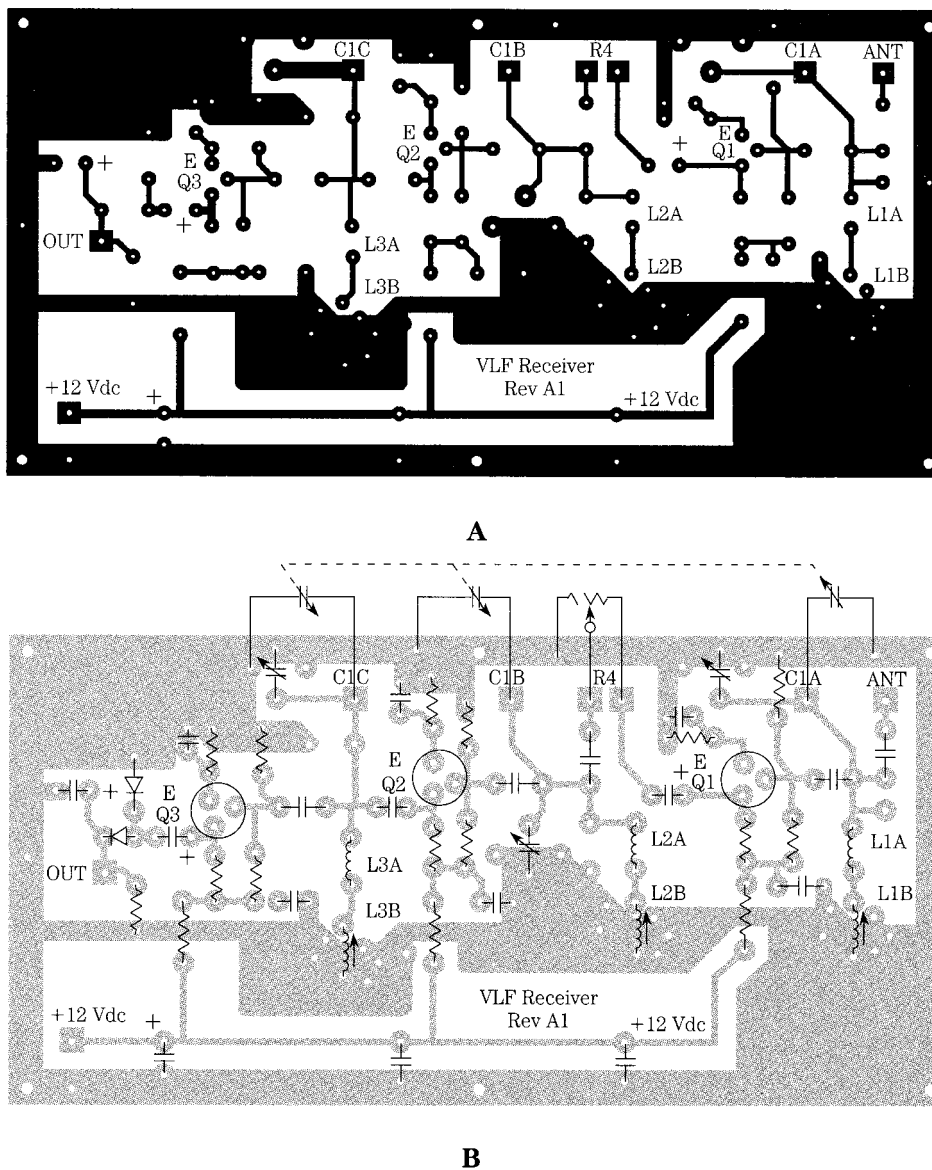 C1C C1B R4 C1A ANT
E E
+ E Q2 + Q1
Q3
+
OUT L3A L2A L1A
L3B L2B L1B
VLF Receiver
+12 Vdc + Rev A1 +12 Vdc
A
C1C C1B R4 C1A ANT
E E
+ E Q2 + Q1
Q3
+
OUT L3A L2A L1A
L3B L2B L1B
VLF Receiver
+12 Vdc + Rev A1 +12 Vdc
B